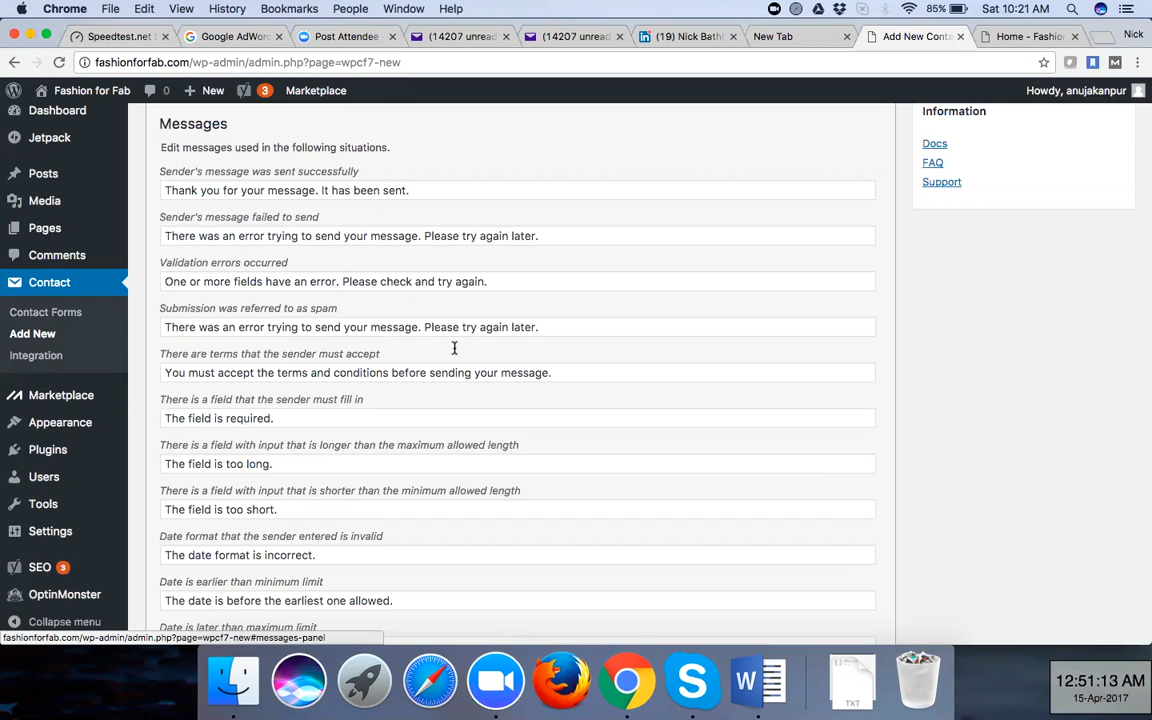 Chrome File Edit View History Bookmarks People Window Help 85% Sat 10:21 AM
Speedtest.net Google AdWor Post Attendee (14207 unread (14207 unread (19) Nick Bath New Tab Add New Conta Home - Fashion Nick
fashionforfab.com/wp-admin/admin.php?page=wpcf7-new
Fashion for Fab 0 New 3 Marketplace Howdy, anujakanpur
Dashboard
Jetpack
Posts
Media
Pages
Comments
Contact
Contact Forms
Add New
Integration
Marketplace
Appearance
Plugins
Users
Tools
Settings
SEO 3
OptinMonster
Collapse menu
fashionforfab.com/wp-admin/admin.php?page=wpcf7-new#messages-panel
Messages
Edit messages used in the following situations.
Sender's message was sent successfully
Thank you for your message. It has been sent.
Sender's message failed to send
There was an error trying to send your message. Please try again later.
Validation errors occurred
One or more fields have an error. Please check and try again.
Submission was referred to as spam
There was an error trying to send your message. Please try again later.
There are terms that the sender must accept
You must accept the terms and conditions before sending your message.
There is a field that the sender must fill in
The field is required.
There is a field with input that is longer than the maximum allowed length
The field is too long.
There is a field with input that is shorter than the minimum allowed length
The field is too short.
Date format that the sender entered is invalid
The date format is incorrect.
Date is earlier than minimum limit
The date is before the earliest one allowed.
Date is later than maximum limit
Information
Docs
FAQ
Support
TXT
12:51:13 AM
15-Apr-2017